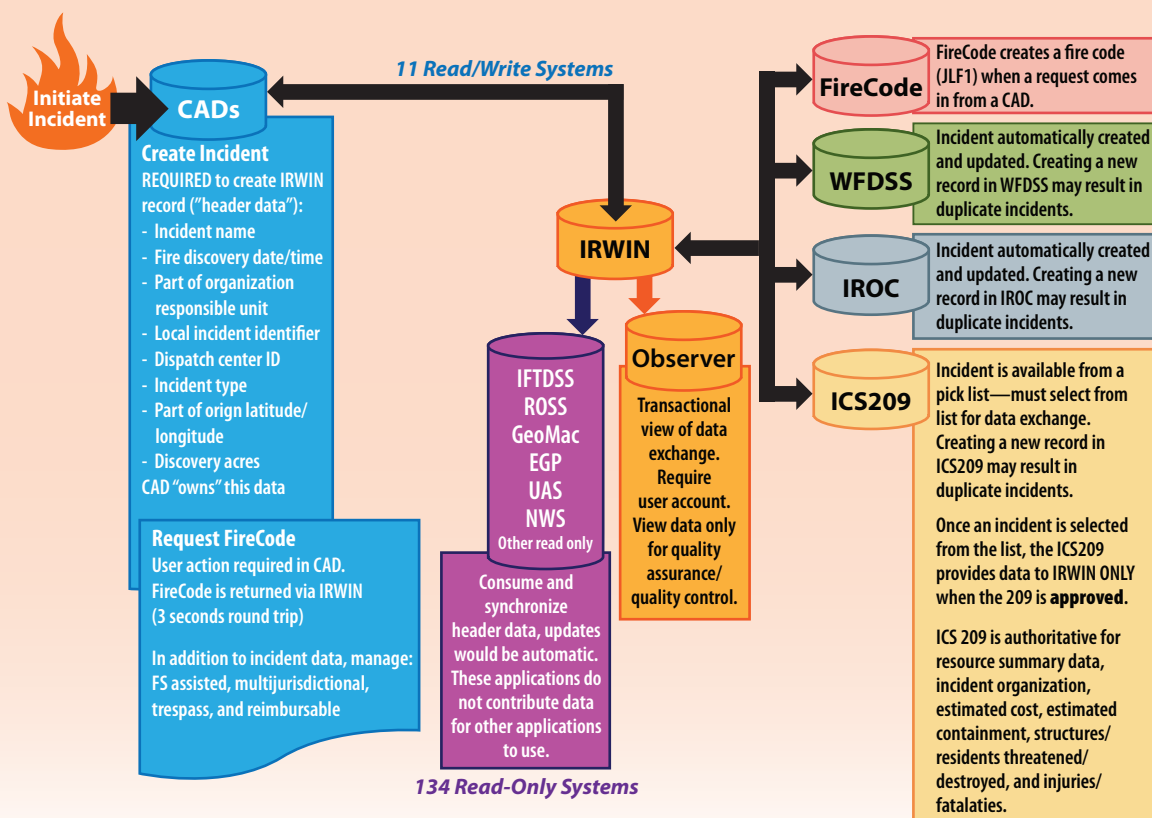 Initiate
Incident
CADs
Create Incident
REQUIRED to create IRWIN
record ("header data"):
- Incident name
- Fire discovery date/time
- Part of organization
responsible unit
- Local incident identifier
- Dispatch center ID
- Incident type
- Part of orign latitude/
longitude
- Discovery acres
CAD "owns" this data
Request FireCode
User action required in CAD.
FireCode is returned via IRWIN
(3 seconds round trip)
In addition to incident data, manage:
FS assisted, multijurisdictional,
trespass, and reimbursable
11 Read/Write Systems
IRWIN
IFTDSS
ROSS
GeoMac
EGP
UAS
NWS
Other read only
Consume and
synchronize
header data, updates
would be automatic.
These applications do
not contribute data
for other applications
to use.
134 Read-Only Systems
Observer
Transactional
view of data
exchange.
Require
user account.
View data only
for quality
assurance/
quality control.
FireCode
FireCode creates a fire code
(JLF1) when a request comes
in from a CAD.
WFDSS
Incident automatically created
and updated. Creating a new
record in WFDSS may result in
duplicate incidents.
IROC
Incident automatically created
and updated. Creating a new
record in IROC may result in
duplicate incidents.
ICS209
Incident is available from a
pick list—must select from
list for data exchange.
Creating a new record in
ICS209 may result in
duplicate incidents.
Once an incident is selected
from the list, the ICS209
provides data to IRWIN ONLY
when the 209 is approved.
ICS 209 is authoritative for
resource summary data,
incident organization,
estimated cost, estimated
containment, structures/
residents threatened/
destroyed, and injuries/
fatalaties.